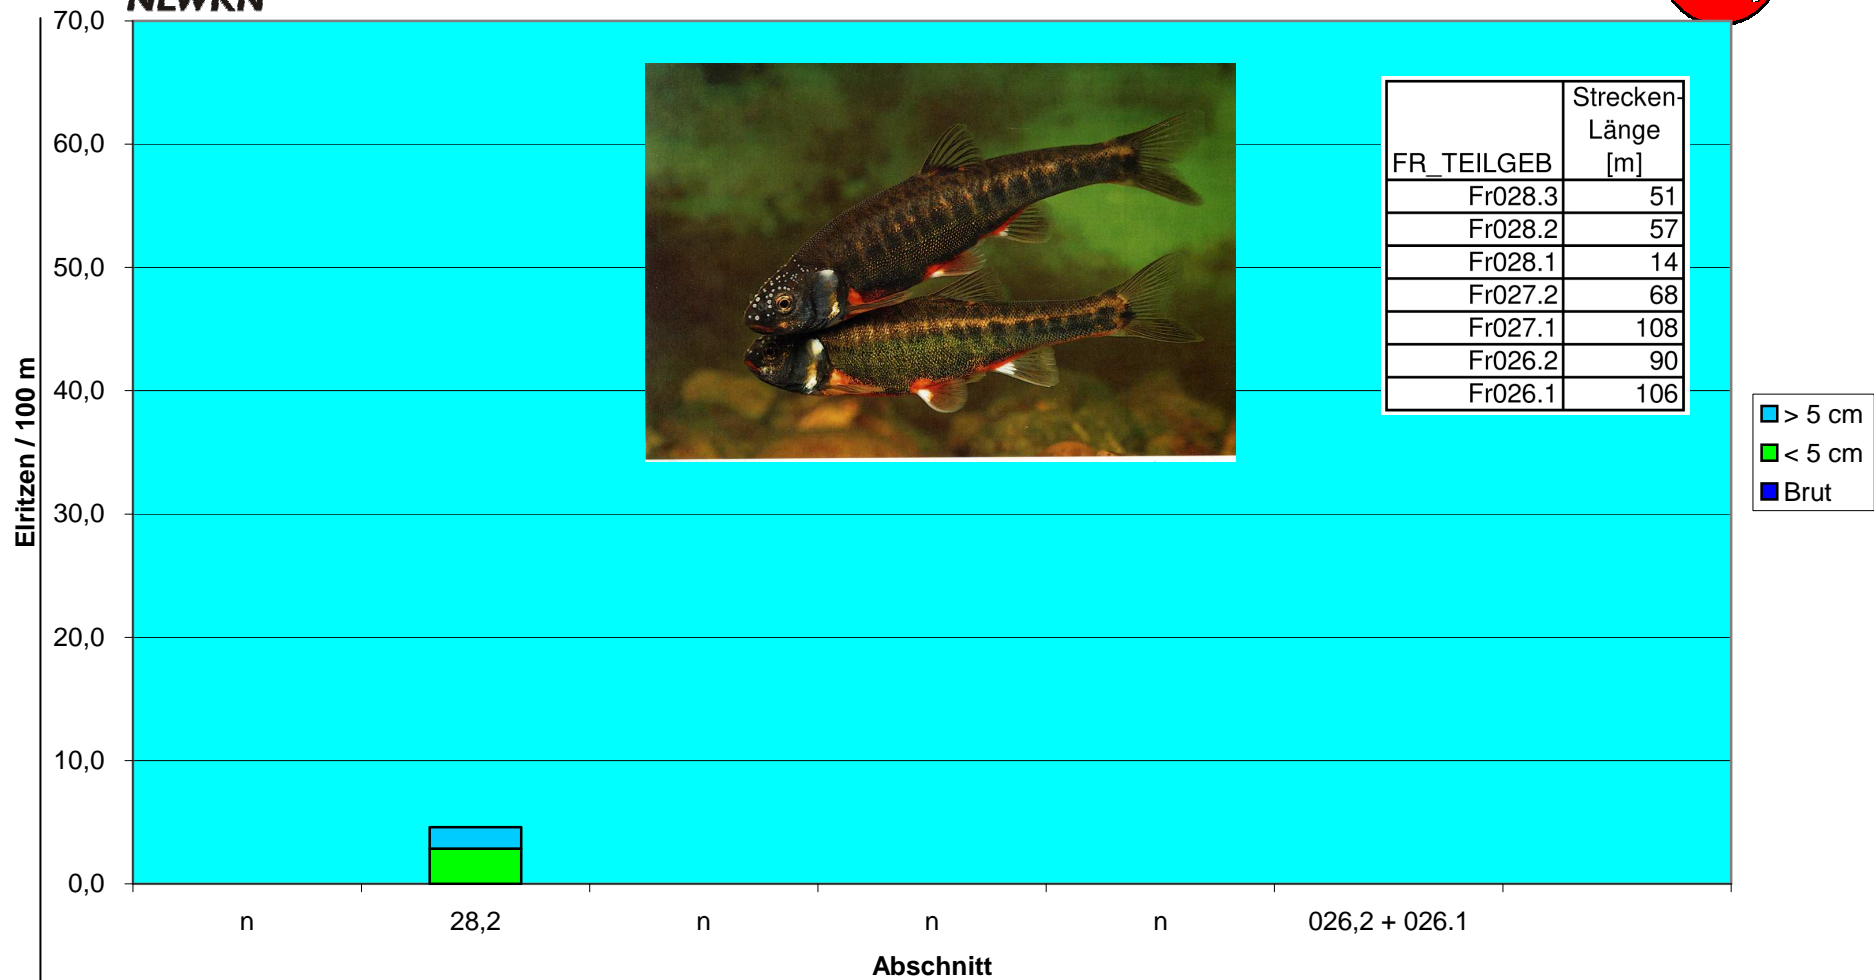 NLWKN
70,0
60,0
50,0
40,0
30,0
20,0
10,0
0,0
Elritzen / 100 m
FR_TEILGEB Strecken-Länge [m]
Fr028.3 51
Fr028.2 57
Fr028.1 14
Fr027.2 68
Fr027.1 108
Fr026.2 90
Fr026.1 106
> 5 cm
< 5 cm
Brut
n 28,2 n n n 026,2 + 026.1
Abschnitt